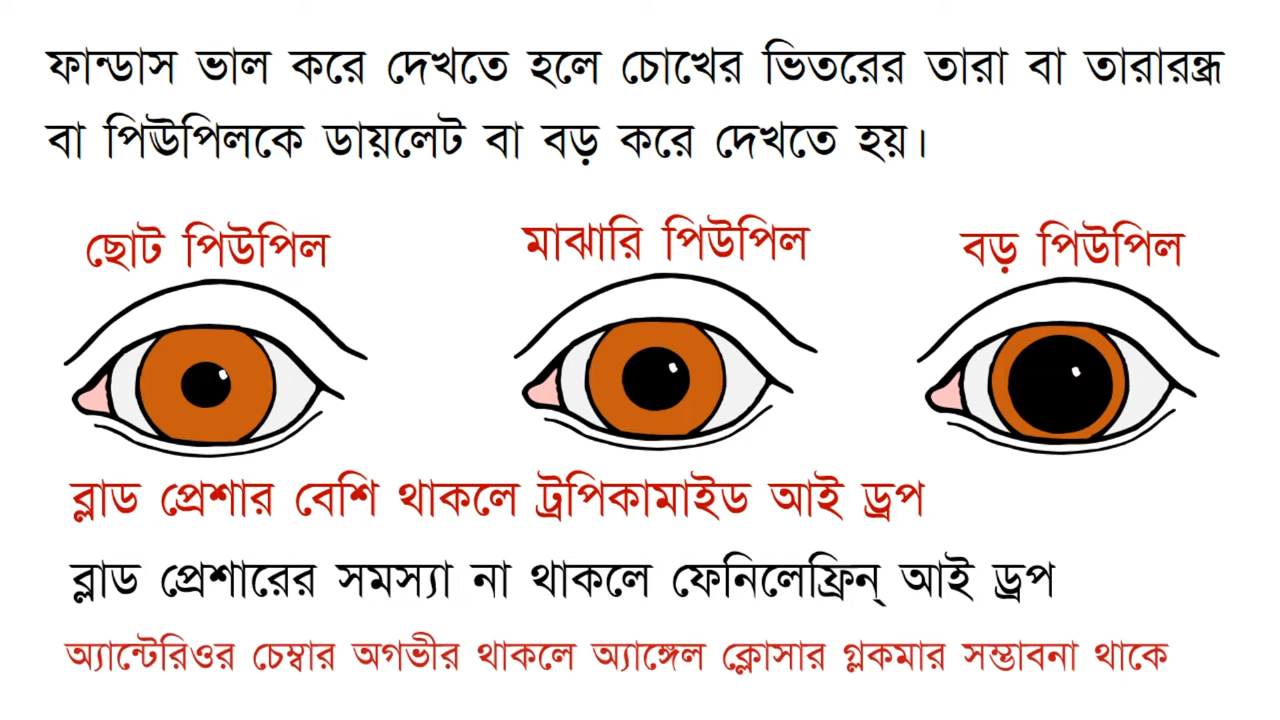 ফান্ডাস ভাল করে দেখতে হলে চোখের ভিতরের তারা বা তারারন্ধ্র
বা পিউপিলকে ডায়লেট বা বড় করে দেখতে হয়।
ছোট পিউপিল
মাঝারি পিউপিল
বড় পিউপিল
ব্লাড প্রেশার বেশি থাকলে ট্রপিকামাইড আই ড্রপ
ব্লাড প্রেশারের সমস্যা না থাকলে ফেনিলেফ্রিন্ আই ড্রপ
অ্যান্টেরিওর চেম্বার অগভীর থাকলে অ্যাঙ্গেল ক্লোসার গ্লকমার সম্ভাবনা থাকে